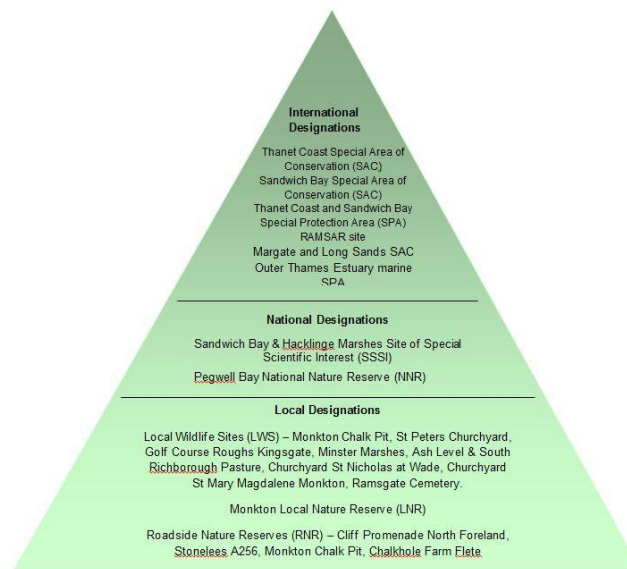 International
Designations
Thanet Coast Special Area of
Conservation (SAC)
Sandwich Bay Special Area of
Conservation (SAC)
Thanet Coast and Sandwich Bay
Special Protection Area (SPA)
RAMSAR site
Margate and Long Sands SAC
Outer Thames Estuary marine
SPA
National Designations
Sandwich Bay & Hacklinge Marshes Site of Special
Scientific Interest (SSSI)
Pegwell Bay National Nature Reserve (NNR)
Local Designations
Local Wildlife Sites (LWS) – Monkton Chalk Pit, St Peters Churchyard,
Golf Course Roughs Kingsgate, Minster Marshes, Ash Level & South
Richborough Pasture, Churchyard St Nicholas at Wade, Churchyard
St Mary Magdalene Monkton, Ramsgate Cemetery.
Monkton Local Nature Reserve (LNR)
Roadside Nature Reserves (RNR) – Cliff Promenade North Foreland,
Stonelees A256, Monkton Chalk Pit, Chalkhole Farm Flete